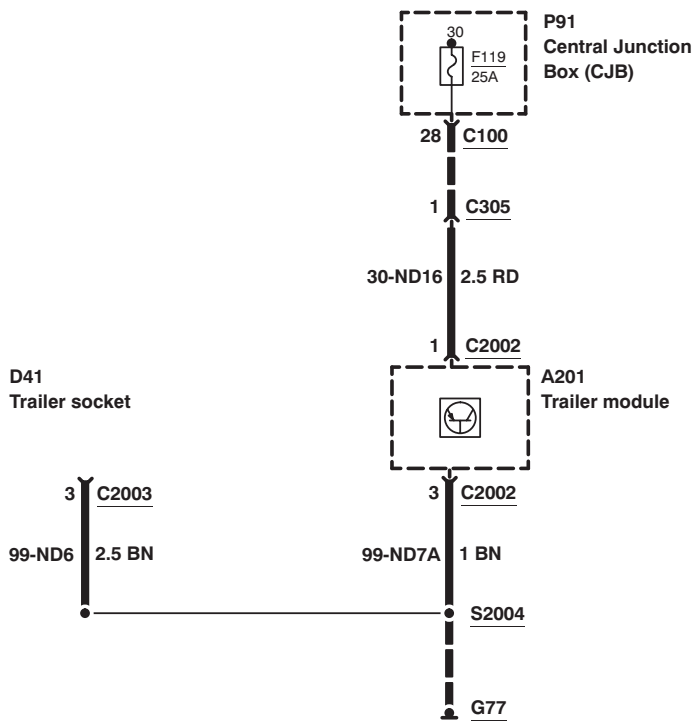 P91
Central Junction
Box (CJB)
30
F119
25A
28 C100
1 C305
30-ND16 2.5 RD
1 C2002
D41
Trailer socket
A201
Trailer module
3 C2003
3 C2002
99-ND6 2.5 BN
99-ND7A 1 BN
S2004
G77